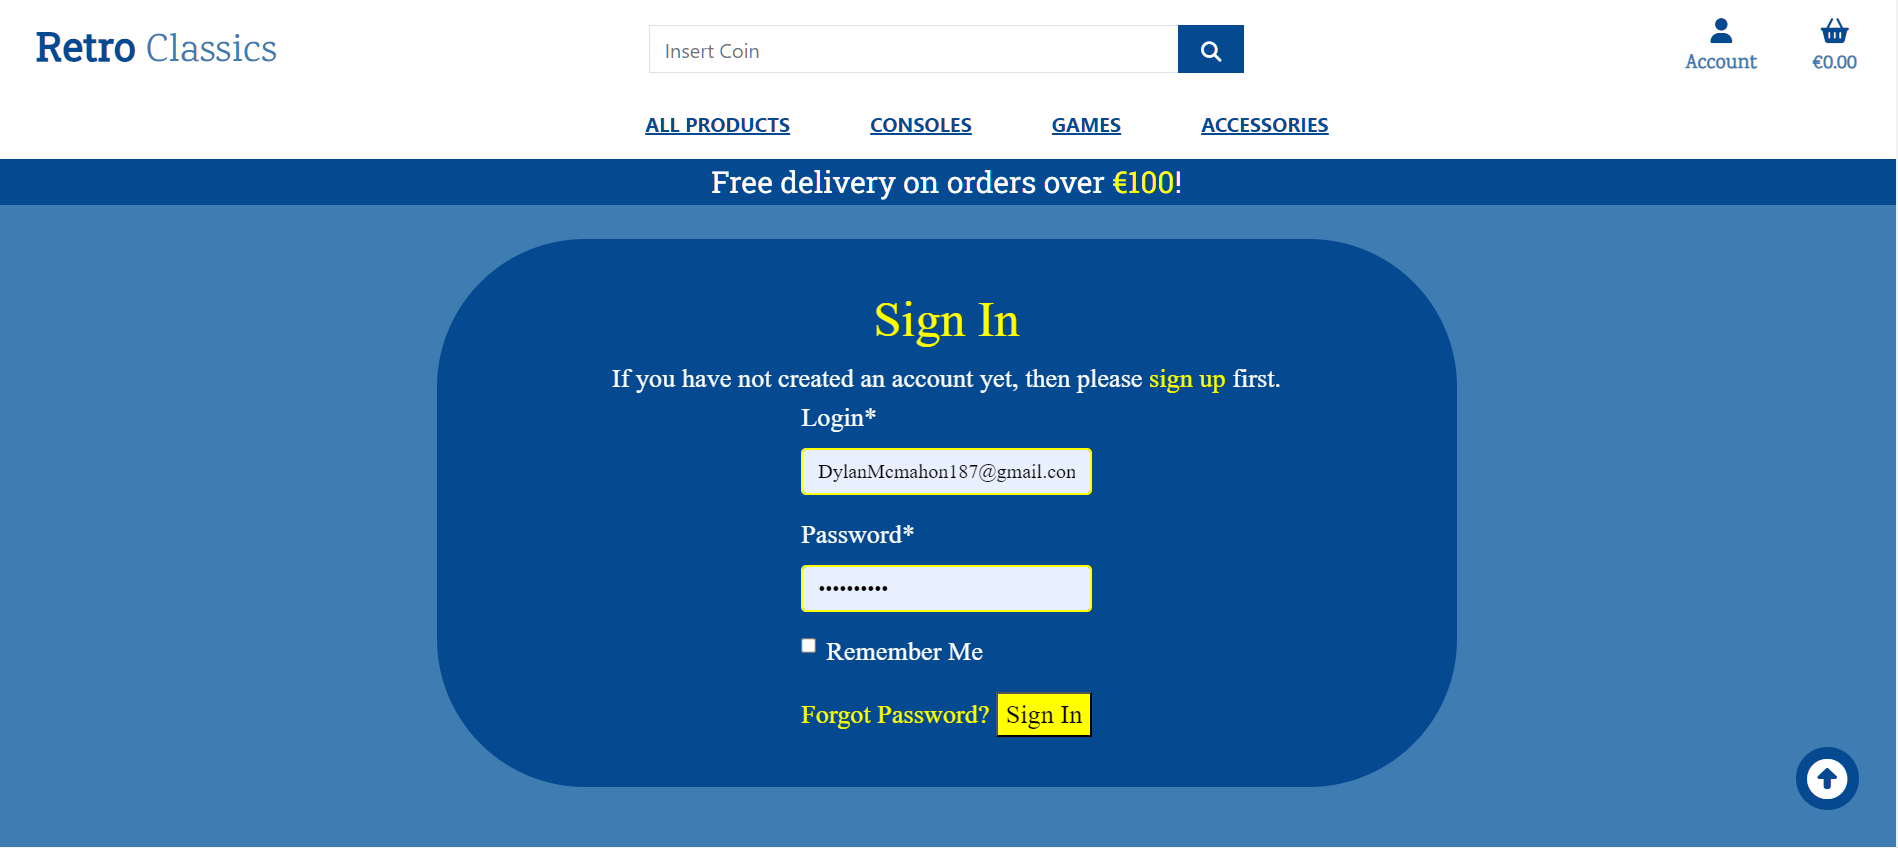 Retro Classics
Insert Coin
Account
€0.00
ALL PRODUCTS CONSOLES GAMES ACCESSORIES
Free delivery on orders over €100!
Sign In
If you have not created an account yet, then please sign up first.
Login*
DylanMcmahon187@gmail.con
Password*
••••••••••
Remember Me
Forgot Password? Sign In